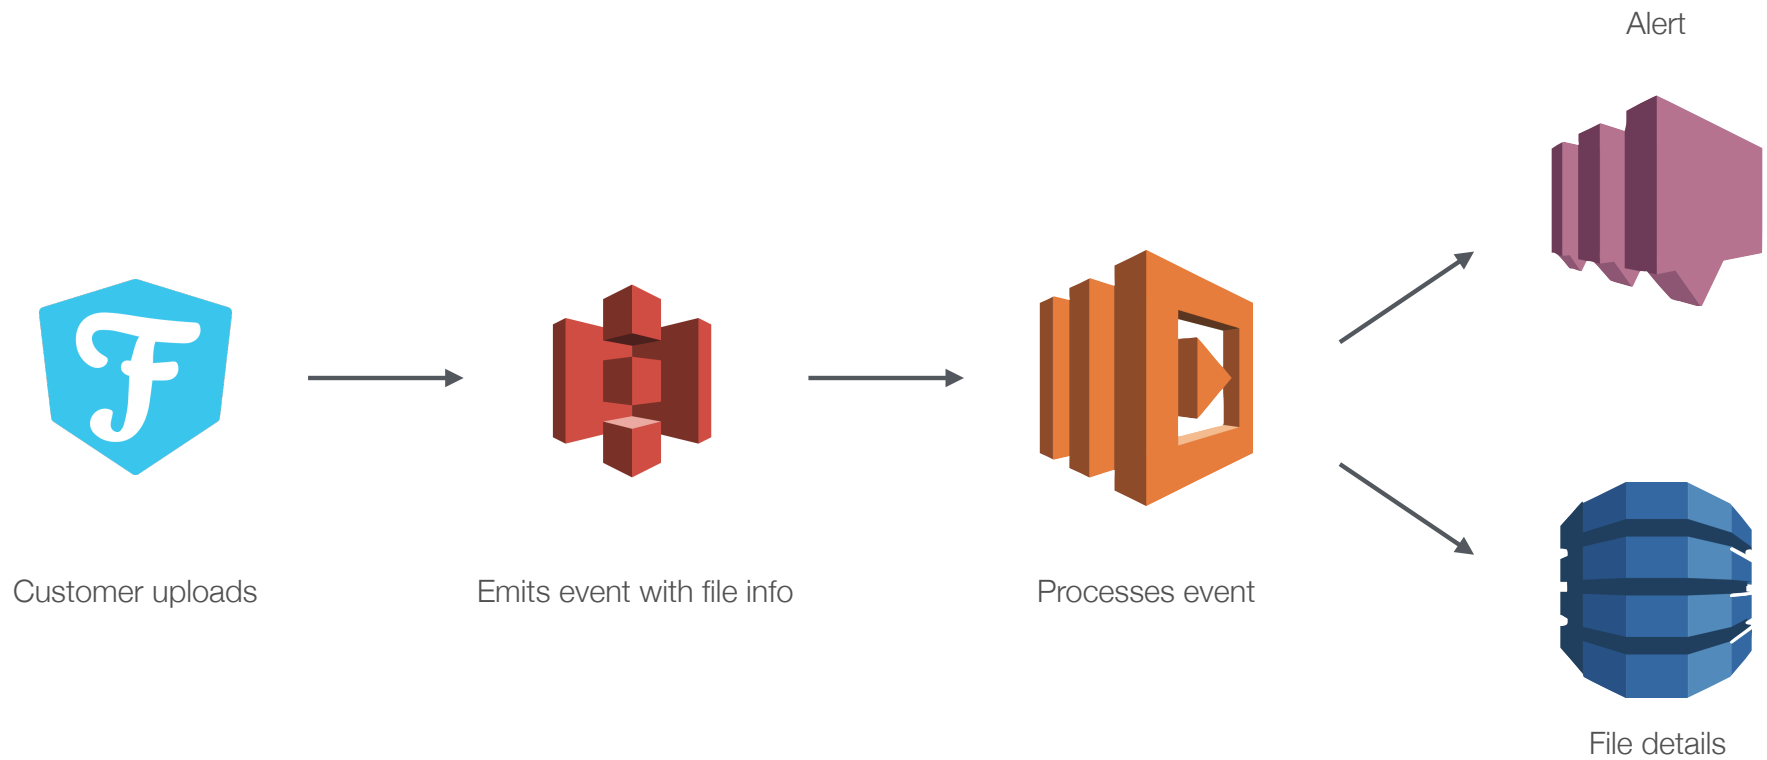 Alert
F
Customer uploads
Emits event with file info
Processes event
File details